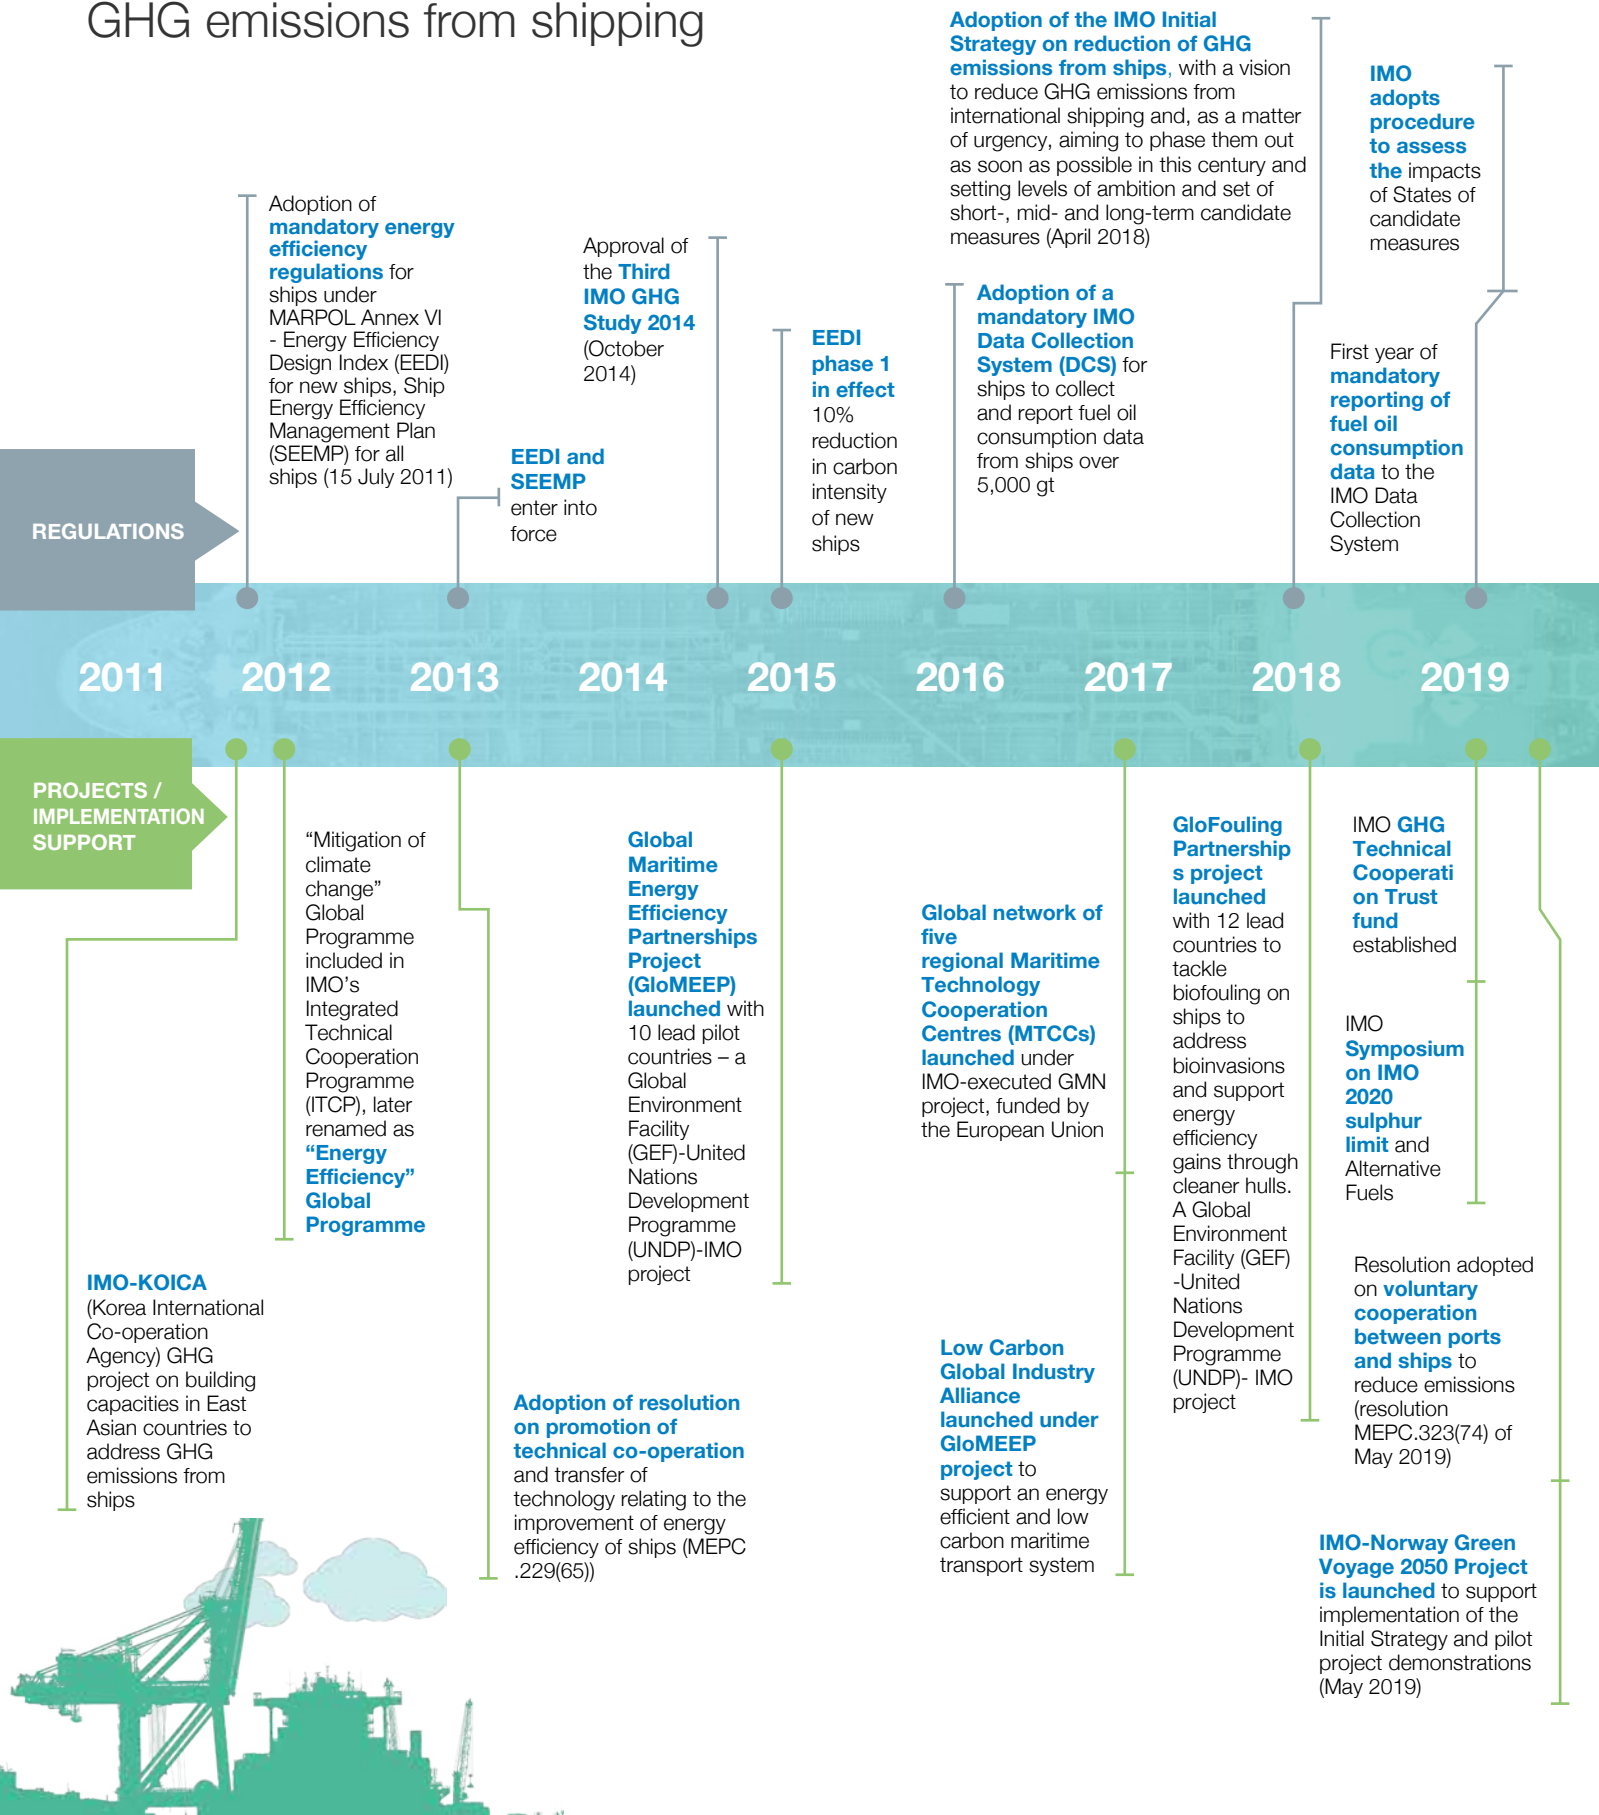 GHG emissions from shipping
Adoption of
mandatory energy
efficiency
regulations for
ships under
MARPOL Annex VI
- Energy Efficiency
Design Index (EEDI)
for new ships, Ship
Energy Efficiency
Management Plan
(SEEMP) for all
ships (15 July 2011)
EEDI and
SEEMP
enter into
force
Approval of
the Third
IMO GHG
Study 2014
(October
2014)
EEDI
phase 1
in effect
10%
reduction
in carbon
intensity
of new
ships
Adoption of the IMO Initial
Strategy on reduction of GHG
emissions from ships, with a vision
to reduce GHG emissions from
international shipping and, as a matter
of urgency, aiming to phase them out
as soon as possible in this century and
setting levels of ambition and set of
short-, mid- and long-term candidate
measures (April 2018)
Adoption of a
mandatory IMO
Data Collection
System (DCS) for
ships to collect
and report fuel oil
consumption data
from ships over
5,000 gt
IMO
adopts
procedure
to assess
the impacts
of States of
candidate
measures
First year of
mandatory
reporting of
fuel oil
consumption
data to the
IMO Data
Collection
System
REGULATIONS
2011 2012 2013 2014 2015 2016 2017 2018 2019
PROJECTS /
IMPLEMENTATION
SUPPORT
IMO-KOICA
(Korea International
Co-operation
Agency) GHG
project on building
capacities in East
Asian countries to
address GHG
emissions from
ships
“Mitigation of
climate
change”
Global
Programme
included in
IMO’s
Integrated
Technical
Cooperation
Programme
(ITCP), later
renamed as
“Energy
Efficiency”
Global
Programme
Adoption of resolution
on promotion of
technical co-operation
and transfer of
technology relating to the
improvement of energy
efficiency of ships (MEPC
.229(65))
Global
Maritime
Energy
Efficiency
Partnerships
Project
(GloMEEP)
launched with
10 lead pilot
countries – a
Global
Environment
Facility
(GEF)-United
Nations
Development
Programme
(UNDP)-IMO
project
Global network of
five
regional Maritime
Technology
Cooperation
Centres (MTCCs)
launched under
IMO-executed GMN
project, funded by
the European Union
Low Carbon
Global Industry
Alliance
launched under
GloMEEP
project to
support an energy
efficient and low
carbon maritime
transport system
GloFouling
Partnership
s project
launched
with 12 lead
countries to
tackle
biofouling on
ships to
address
bioinvasions
and support
energy
efficiency
gains through
cleaner hulls.
A Global
Environment
Facility (GEF)
-United
Nations
Development
Programme
(UNDP)- IMO
project
IMO GHG
Technical
Cooperati
on Trust
fund
established
IMO
Symposium
on IMO
2020
sulphur
limit and
Alternative
Fuels
Resolution adopted
on voluntary
cooperation
between ports
and ships to
reduce emissions
(resolution
MEPC.323(74) of
May 2019)
IMO-Norway Green
Voyage 2050 Project
is launched to support
implementation of the
Initial Strategy and pilot
project demonstrations
(May 2019)